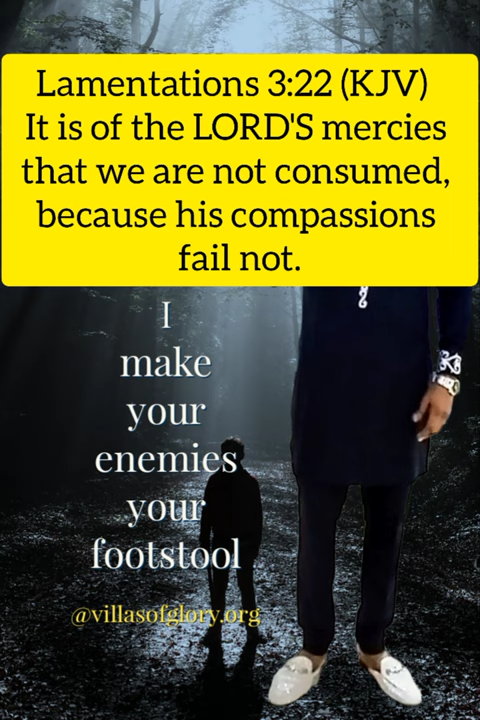 Lamentations 3:22 (KJV)
It is of the LORD'S mercies
that we are not consumed,
because his compassions
fail not.
I
make
your
enemies
your
footstool
@villasofglory.org